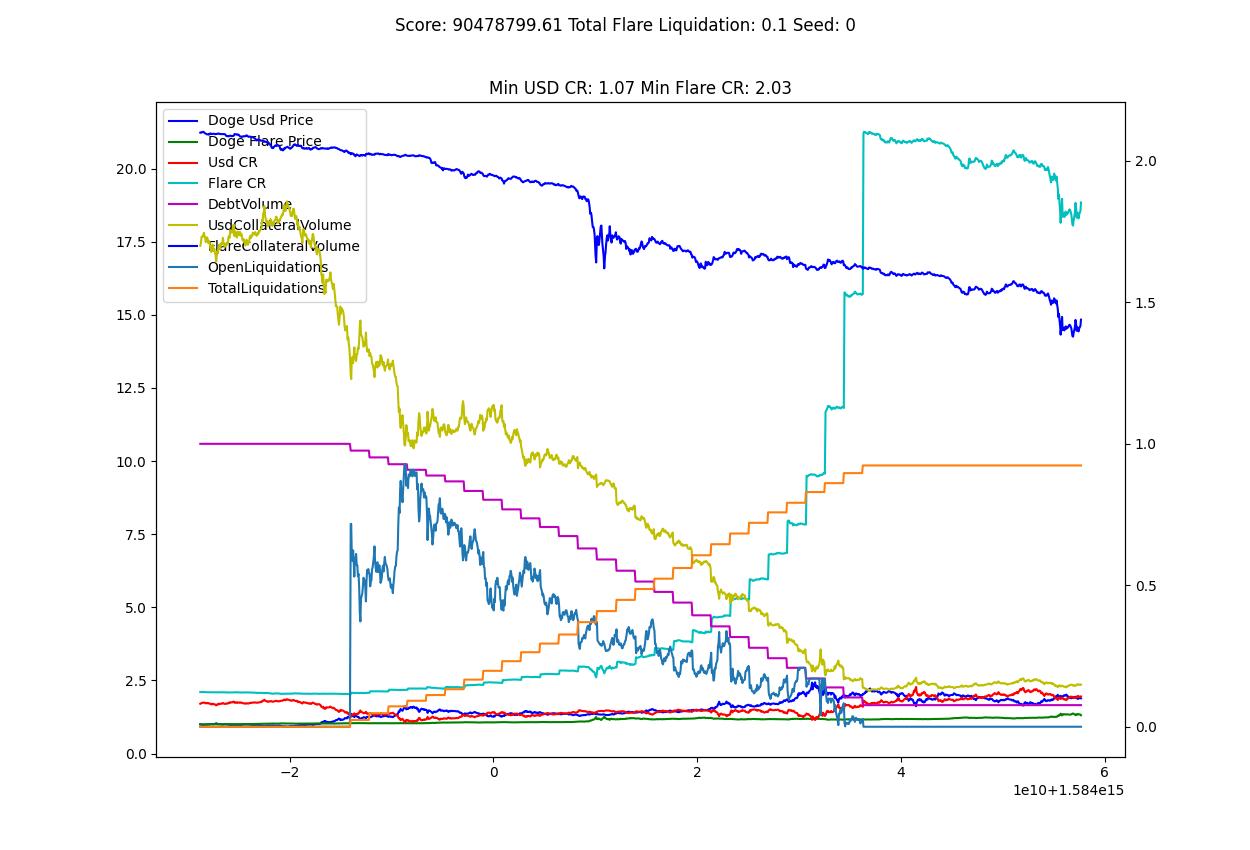 Score: 90478799.61 Total Flare Liquidation: 0.1 Seed: 0
Min USD CR: 1.07 Min Flare CR: 2.03
Doge Usd Price
Doge Flare Price
Usd CR
Flare CR
DebtVolume
UsdCollateralVolume
FlareCollateralVolume
OpenLiquidations
TotalLiquidations
20.0
17.5
15.0
12.5
10.0
7.5
5.0
2.5
0.0
2.0
1.5
1.0
0.5
0.0
−2
0
2
4
6
1e10+1.584e15